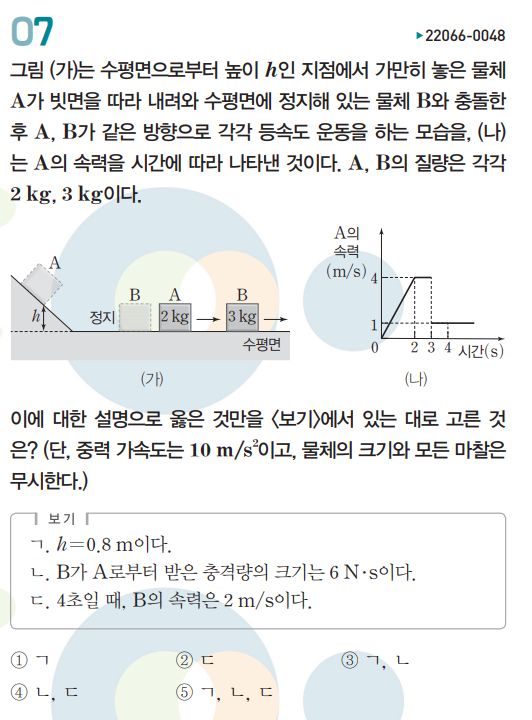 07
▶22066-0048
그림 (가)는 수평면으로부터 높이 h인 지점에서 가만히 놓은 물체
A가 빗면을 따라 내려와 수평면에 정지해 있는 물체 B와 충돌한
후 A, B가 같은 방향으로 각각 등속도 운동을 하는 모습을, (나)
는 A의 속력을 시간에 따라 나타낸 것이다. A, B의 질량은 각각
2 kg, 3 kg이다.
A
h
정지
B
A
2 kg
B
3 kg
수평면
(가)
A의
속력
(m/s)
4
1
0
2 3 4 시간(s)
(나)
이에 대한 설명으로 옳은 것만을 <보기>에서 있는 대로 고른 것
은? (단, 중력 가속도는 10 m/s²이고, 물체의 크기와 모든 마찰은
무시한다.)
보기
ㄱ. h=0.8 m이다.
ㄴ. B가 A로부터 받은 충격량의 크기는 6 N·s이다.
ㄷ. 4초일 때, B의 속력은 2 m/s이다.
① ㄱ ② ㄷ ③ ㄱ, ㄴ
④ ㄴ, ㄷ ⑤ ㄱ, ㄴ, ㄷ